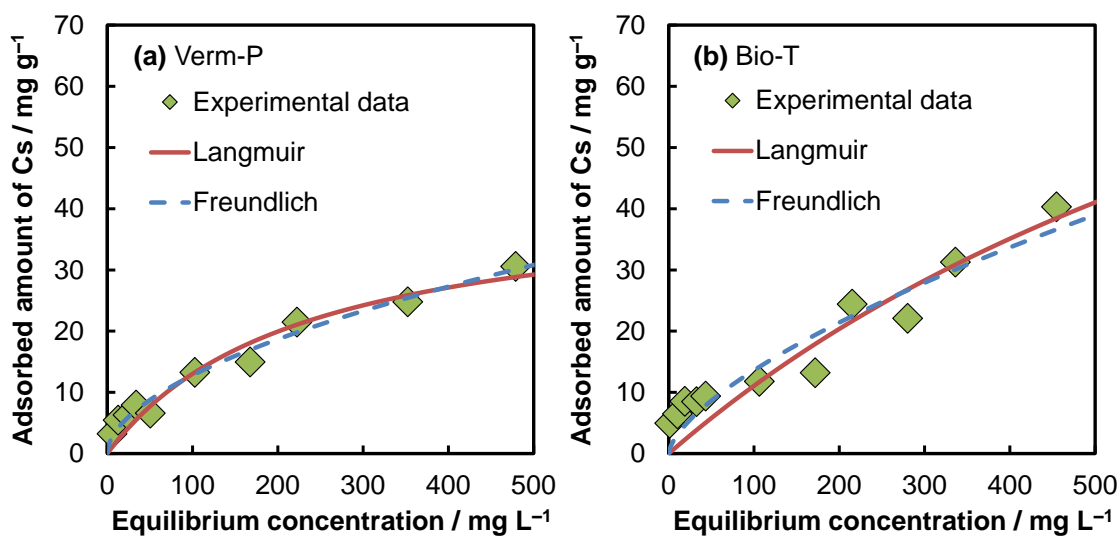 (a) Verm-P
Experimental data
Langmuir
Freundlich
Adsorbed amount of Cs / mg g⁻¹
70
60
50
40
30
20
10
0
0 100 200 300 400 500
Equilibrium concentration / mg L⁻¹
(b) Bio-T
Experimental data
Langmuir
Freundlich
Adsorbed amount of Cs / mg g⁻¹
70
60
50
40
30
20
10
0
0 100 200 300 400 500
Equilibrium concentration / mg L⁻¹